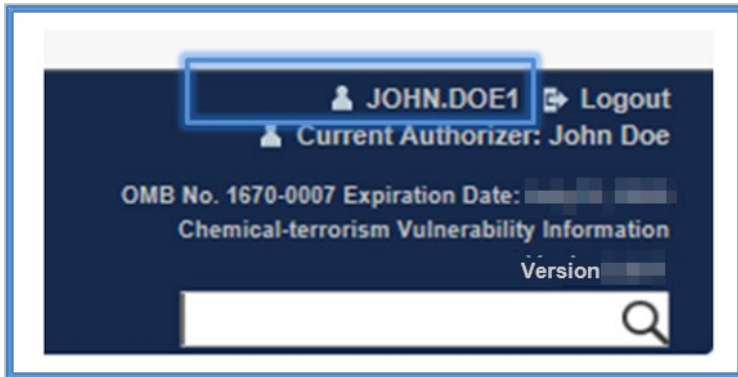 JOHN.DOE1 Logout
Current Authorizer: John Doe
OMB No. 1670-0007 Expiration Date:
Chemical-terrorism Vulnerability Information
Version